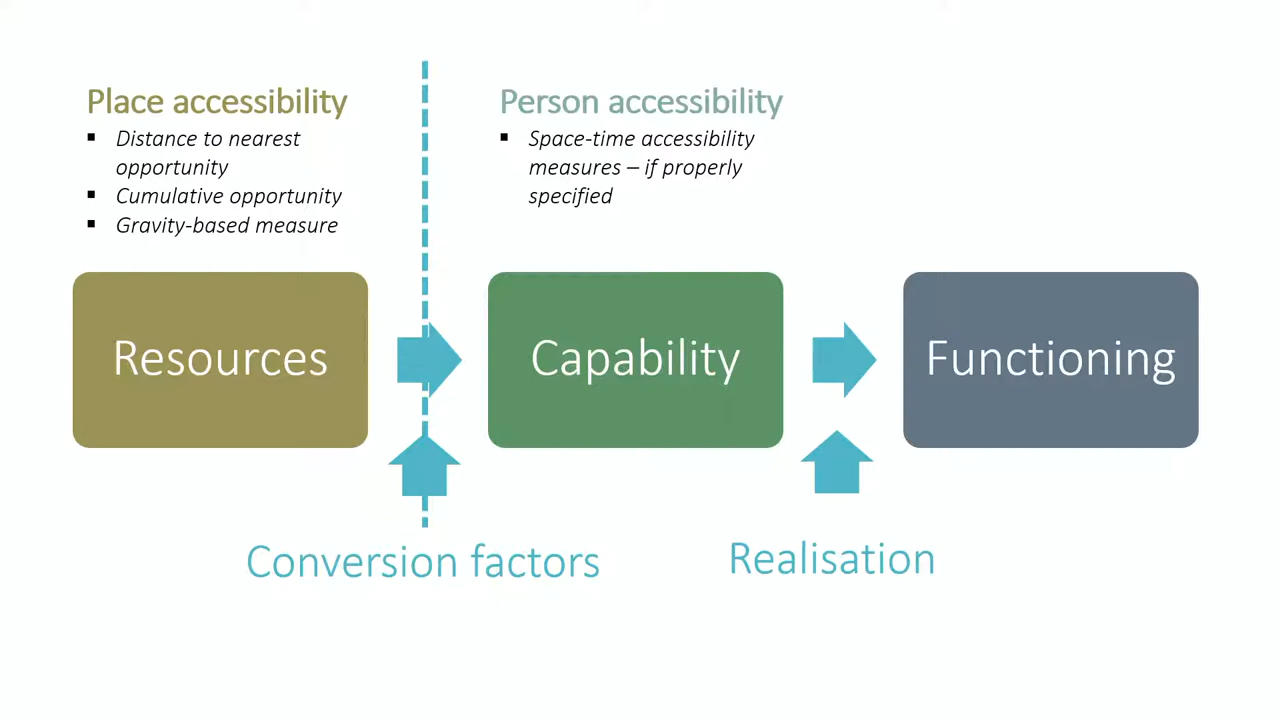 Place accessibility
▪ Distance to nearest
opportunity
▪ Cumulative opportunity
▪ Gravity-based measure
Person accessibility
▪ Space-time accessibility
measures – if properly
specified
Resources
Capability
Functioning
Conversion factors
Realisation